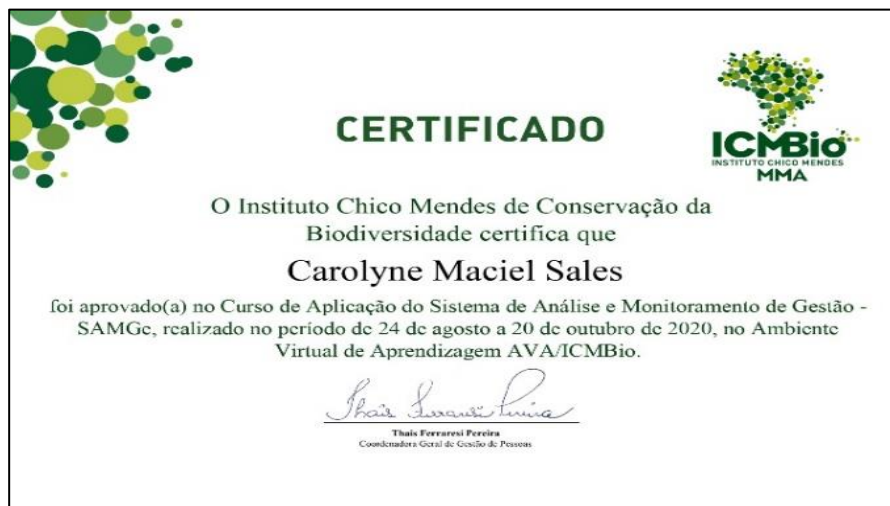 CERTIFICADO
ICMBio
INSTITUTO CHICO MENDES
MMA
O Instituto Chico Mendes de Conservação da
Biodiversidade certifica que
Carolyne Maciel Sales
foi aprovado(a) no Curso de Aplicação do Sistema de Análise e Monitoramento de Gestão -
SAMGe, realizado no período de 24 de agosto a 20 de outubro de 2020, no Ambiente
Virtual de Aprendizagem AVA/ICMBio.
Thais Ferraresi Pereira
Thais Ferraresi Pereira
Coordenadora Geral de Gestão de Pessoas